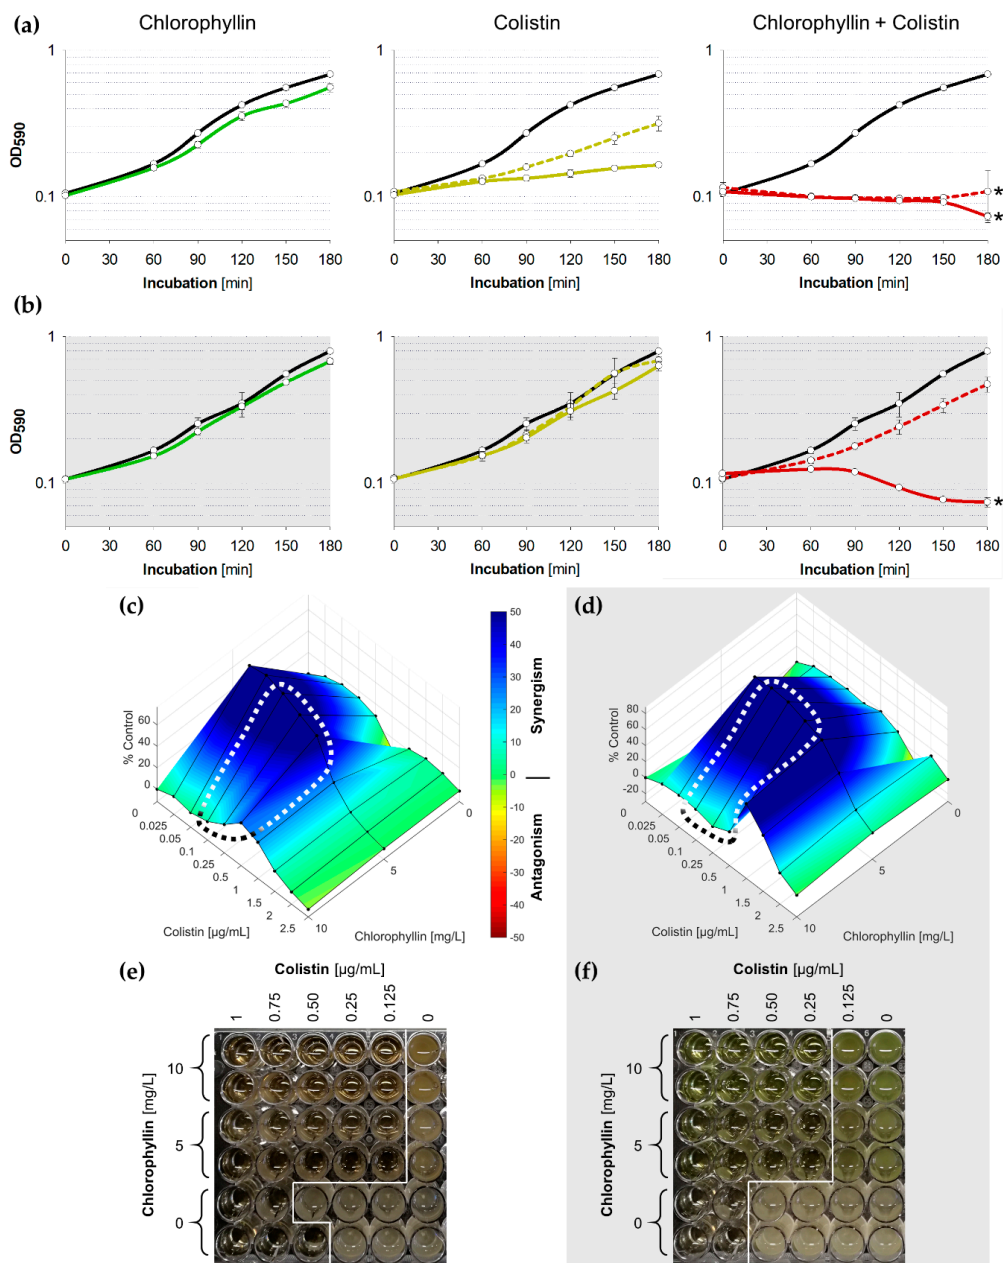 (a) Chlorophyllin Colistin Chlorophyllin + Colistin
1 1 1
OD590
0.1 0.1 0.1
*
*
0 30 60 90 120 150 180 0 30 60 90 120 150 180 0 30 60 90 120 150 180
Incubation [min] Incubation [min] Incubation [min]
(b)
1 1 1
OD590
0.1 0.1 0.1
*
0 30 60 90 120 150 180 0 30 60 90 120 150 180 0 30 60 90 120 150 180
Incubation [min] Incubation [min] Incubation [min]
(c)
% Control
60
40
20
0
0
0.025
0.05
0.1
0.25
0.5
1
1.5
2
2.5
Colistin [µg/mL]
0
5
10
Chlorophyllin [mg/L]
50
40
30
20
10
0
-10
-20
-30
-40
-50
Synergism
Antagonism
(d)
% Control
80
60
40
20
0
-20
0
0.025
0.05
0.1
0.25
0.5
1
1.5
2
2.5
Colistin [µg/mL]
0
5
10
Chlorophyllin [mg/L]
(e)
Colistin [µg/mL]
1 0.75 0.50 0.25 0.125 0
Chlorophyllin [mg/L]
10
5
0
(f)
Colistin [µg/mL]
1 0.75 0.50 0.25 0.125 0
Chlorophyllin [mg/L]
10
5
0